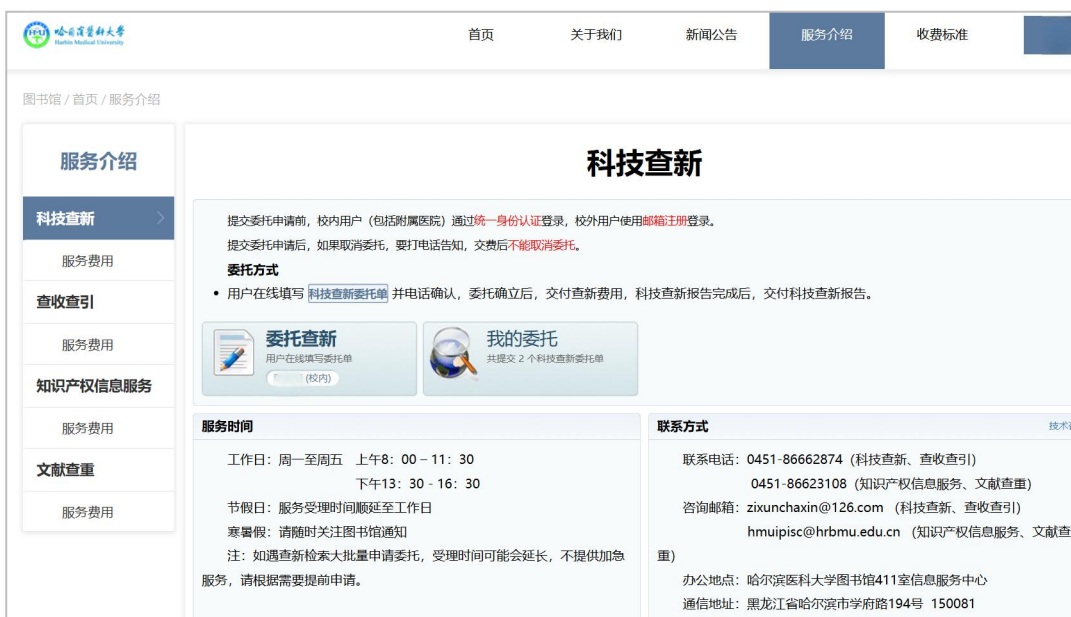 哈尔滨医科大学
Harbin Medical University
首页 关于我们 新闻公告 服务介绍 收费标准
图书馆 / 首页 / 服务介绍
服务介绍
科技查新
服务费用
查收查引
服务费用
知识产权信息服务
服务费用
文献查重
服务费用
科技查新
提交委托申请前，校内用户（包括附属医院）通过统一身份认证登录，校外用户使用邮箱注册登录。
提交委托申请后，如果取消委托，要打电话告知，交费后不能取消委托。
委托方式
• 用户在线填写 科技查新委托单 并电话确认，委托确立后，交付查新费用，科技查新报告完成后，交付科技查新报告。
委托查新
用户在线填写委托单
(校内)
我的委托
共提交 2 个科技查新委托单
服务时间
工作日：周一至周五 上午8：00 – 11：30
下午13：30 - 16：30
节假日：服务受理时间顺延至工作日
寒暑假：请随时关注图书馆通知
注：如遇查新检索大批量申请委托，受理时间可能会延长，不提供加急
服务，请根据需要提前申请。
联系方式 技术
联系电话：0451-86662874（科技查新、查收查引）
0451-86623108（知识产权信息服务、文献查重）
咨询邮箱：zixunchaxin@126.com （科技查新、查收查引）
hmuipisc@hrbmu.edu.cn （知识产权信息服务、文献查
重）
办公地点：哈尔滨医科大学图书馆411室信息服务中心
通信地址：黑龙江省哈尔滨市学府路194号 150081